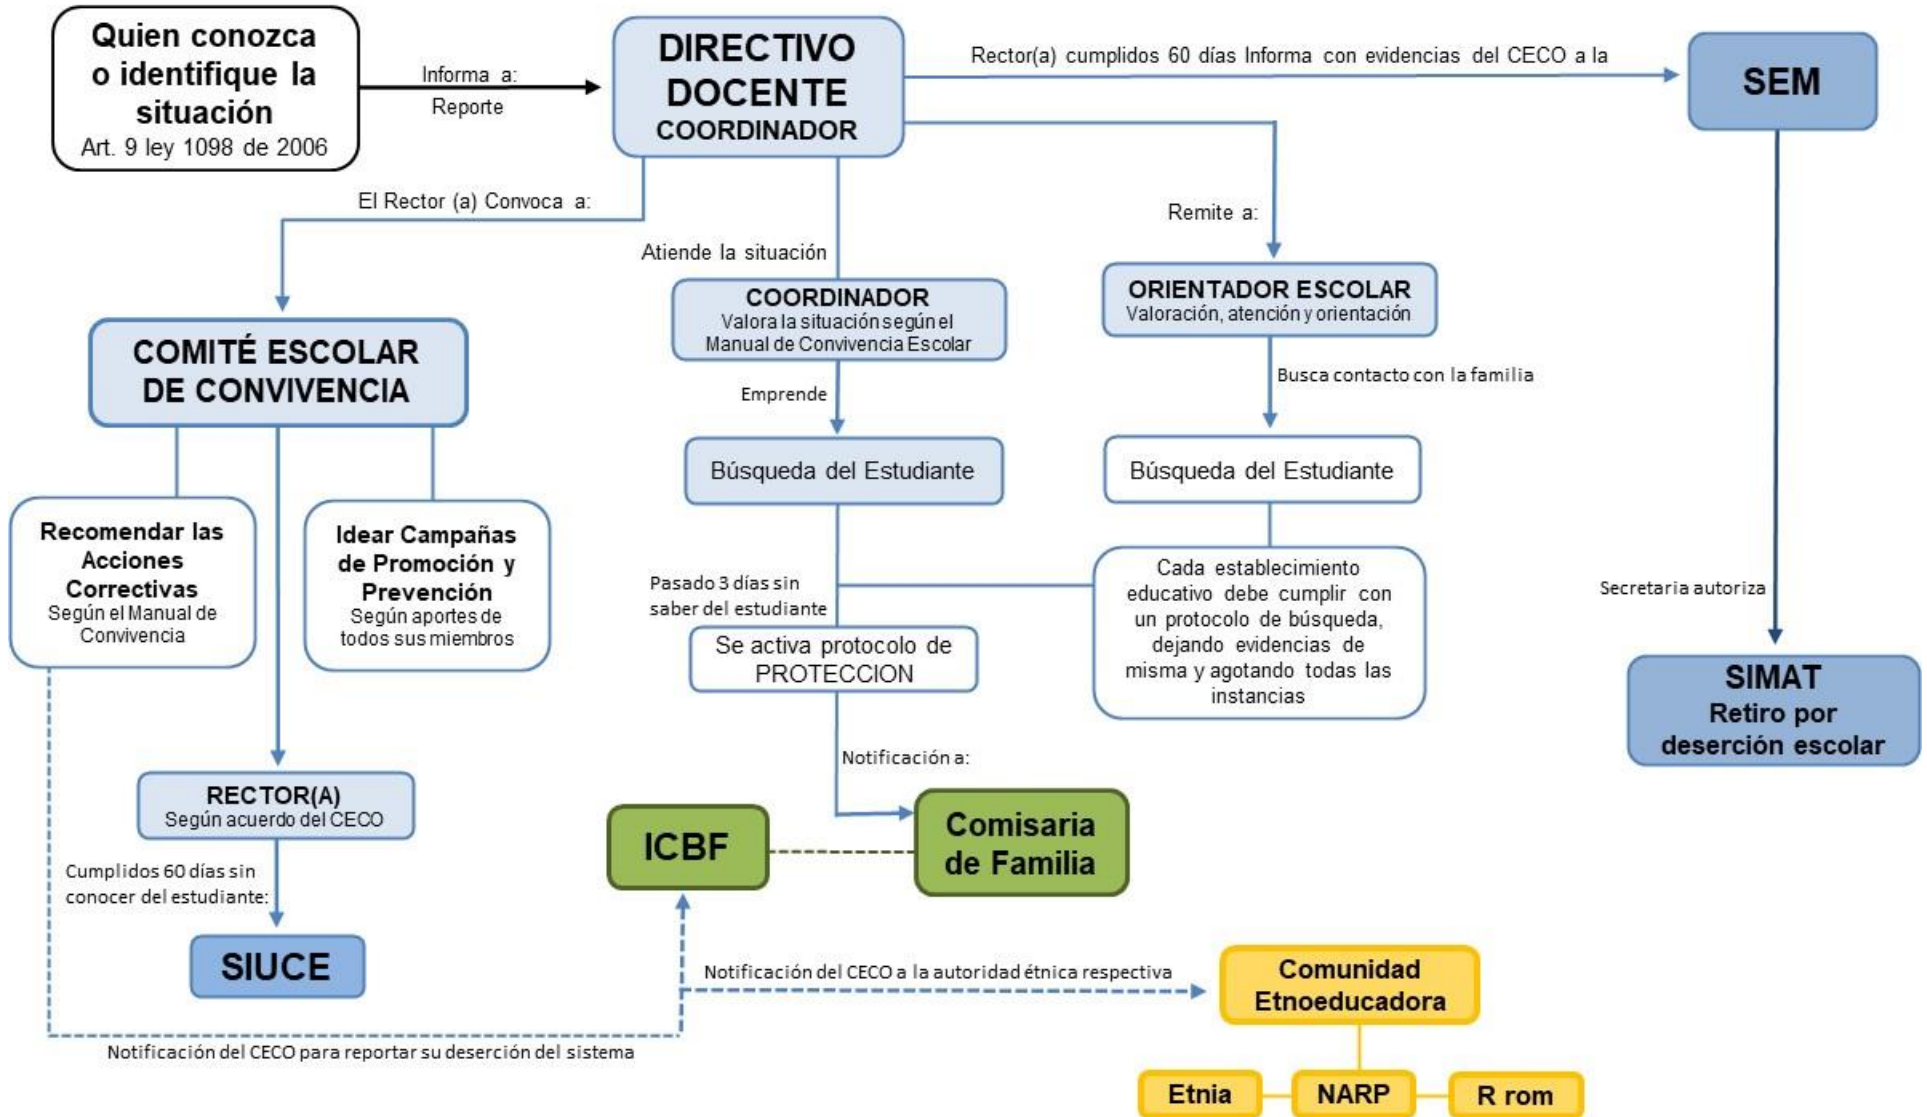 Quien conozca
o identifique la
situación
Art. 9 ley 1098 de 2006
Informa a:
Reporte
DIRECTIVO
DOCENTE
COORDINADOR
Rector(a) cumplidos 60 días Informa con evidencias del CECO a la
SEM
El Rector (a) Convoca a:
Atiende la situación
Remite a:
COMITÉ ESCOLAR
DE CONVIVENCIA
COORDINADOR
Valora la situación según el
Manual de Convivencia Escolar
ORIENTADOR ESCOLAR
Valoración, atención y orientación
Emprende
Busca contacto con la familia
Búsqueda del Estudiante
Búsqueda del Estudiante
Recomendar las
Acciones
Correctivas
Según el Manual de
Convivencia
Idear Campañas
de Promoción y
Prevención
Según aportes de
todos sus miembros
Pasado 3 días sin
saber del estudiante
Cada establecimiento
educativo debe cumplir con
un protocolo de búsqueda,
dejando evidencias de
misma y agotando todas las
instancias
Se activa protocolo de
PROTECCION
Secretaria autoriza
SIMAT
Retiro por
deserción escolar
Notificación a:
RECTOR(A)
Según acuerdo del CECO
ICBF
Comisaria
de Familia
Cumplidos 60 días sin
conocer del estudiante:
SIUCE
Notificación del CECO a la autoridad étnica respectiva
Comunidad
Etnoeducadora
Notificación del CECO para reportar su deserción del sistema
Etnia
NARP
R rom